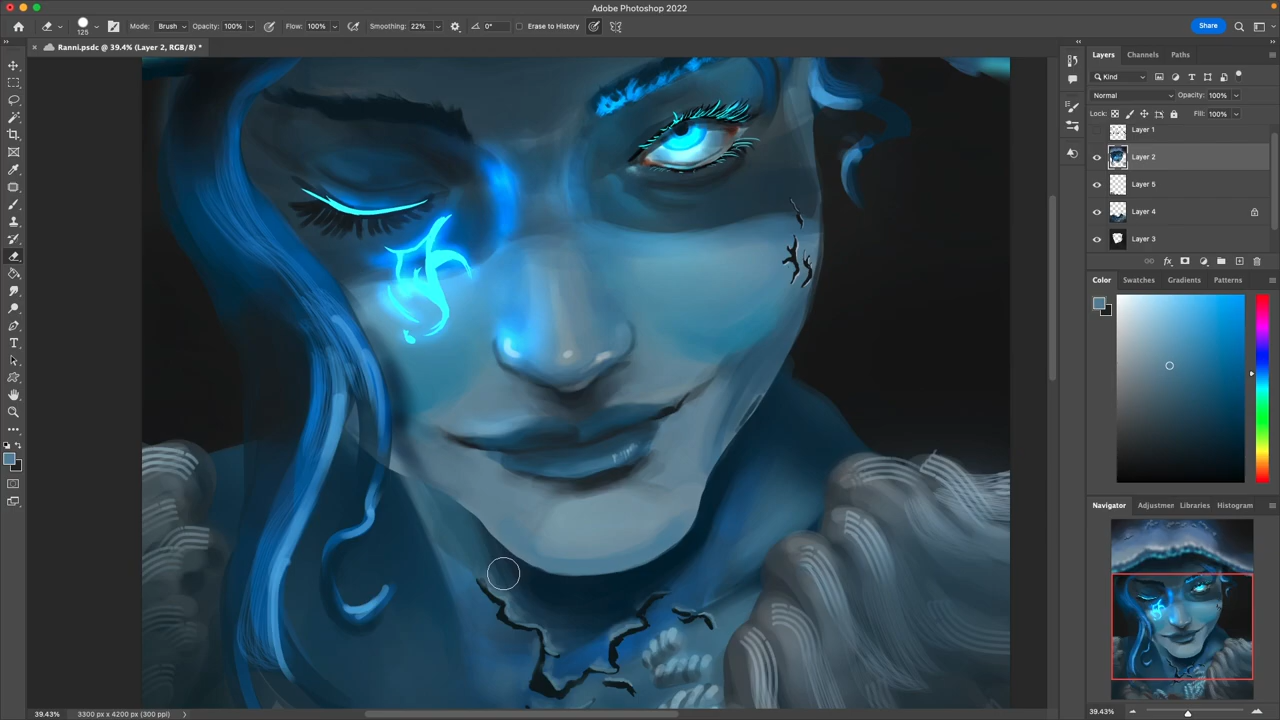 Adobe Photoshop 2022
125 Mode: Brush Opacity: 100% Flow: 100% Smoothing: 22% 0° Erase to History Share
Ranni.psdc @ 39.4% (Layer 2, RGB/8) *
Layers Channels Paths
Kind
Normal Opacity: 100%
Lock: Fill: 100%
Layer 1
Layer 2
Layer 5
Layer 4
Layer 3
fx
Color Swatches Gradients Patterns
Navigator Adjustmen Libraries Histogram
39.43%
39.43% 3300 px x 4200 px (300 ppi)